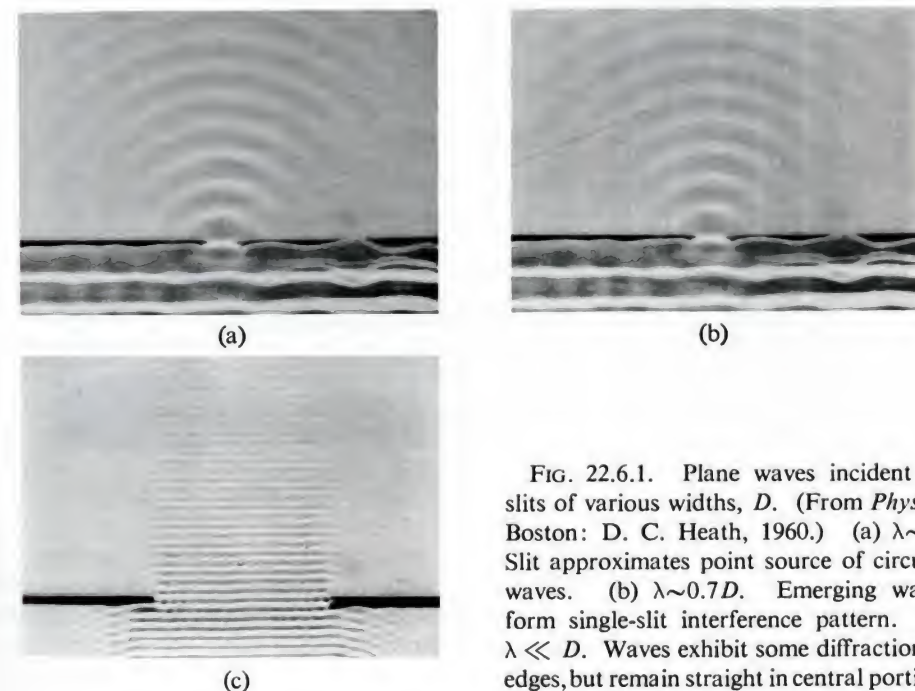 (a)
(b)
(c)
FIG. 22.6.1. Plane waves incident
slits of various widths, D. (From Phys
Boston: D. C. Heath, 1960.) (a) λ~
Slit approximates point source of circu
waves. (b) λ~0.7D. Emerging wa
form single-slit interference pattern.
λ ≪ D. Waves exhibit some diffraction
edges, but remain straight in central porti